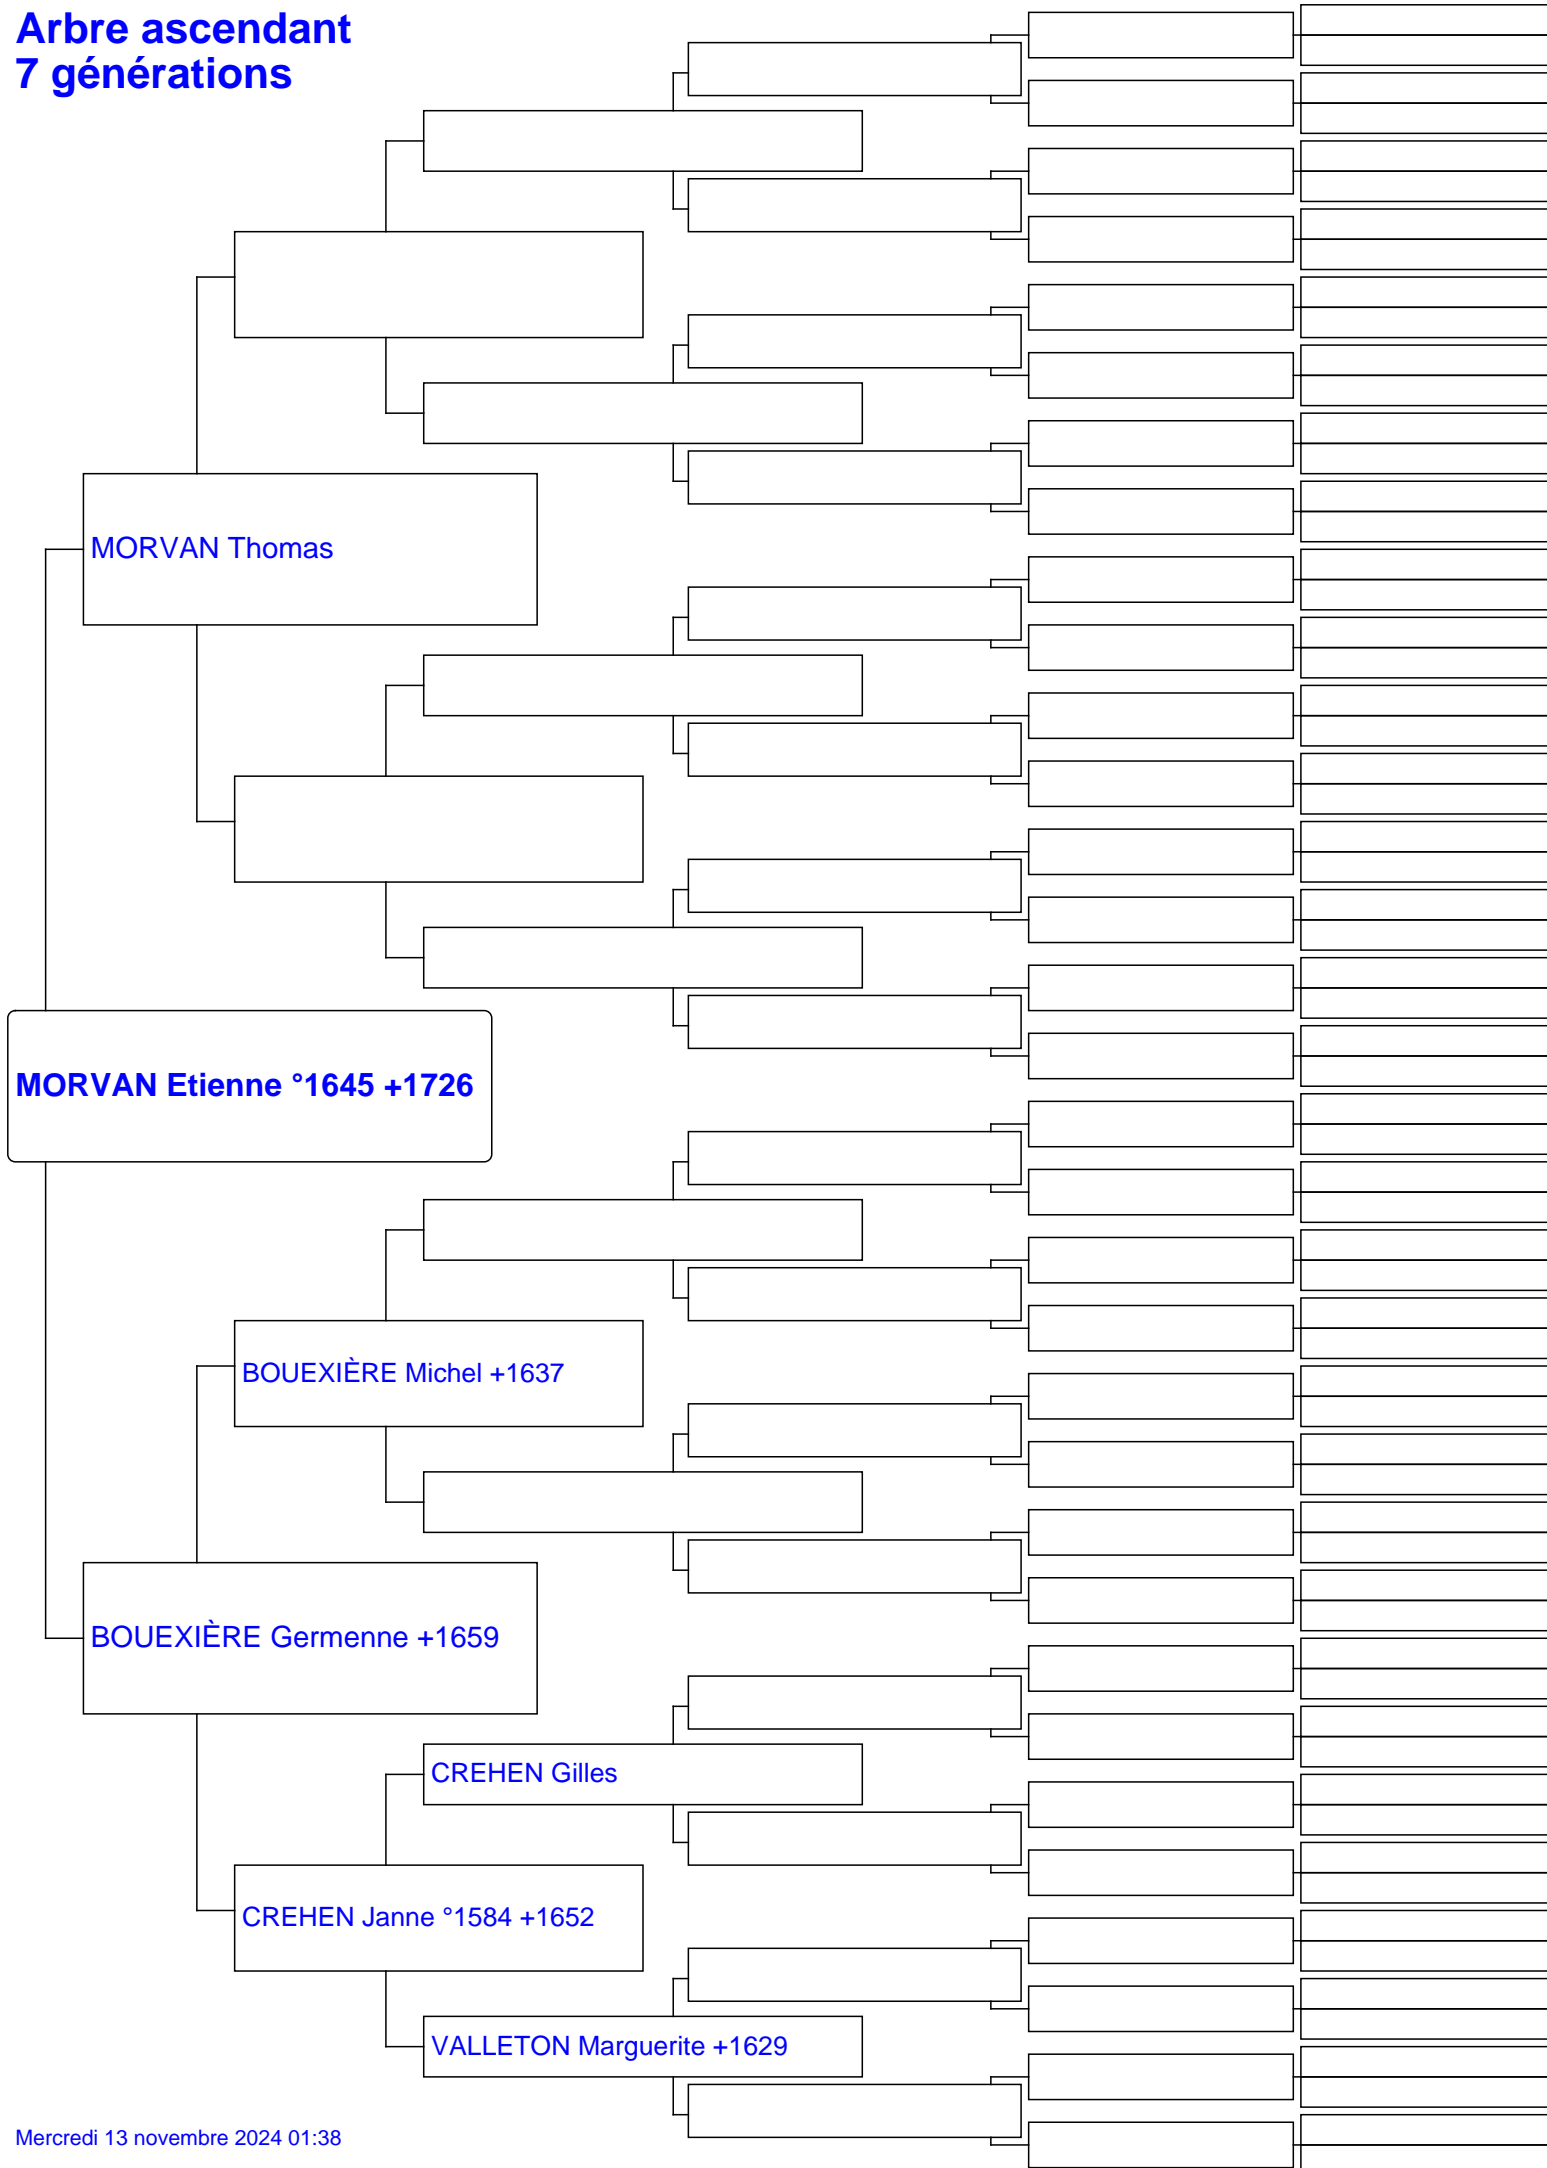 Arbre ascendant
7 générations
MORVAN Thomas
MORVAN Etienne °1645 +1726
BOUEXIÈRE Michel +1637
BOUEXIÈRE Germenne +1659
CREHEN Gilles
CREHEN Janne °1584 +1652
VALLETON Marguerite +1629
Mercredi 13 novembre 2024 01:38